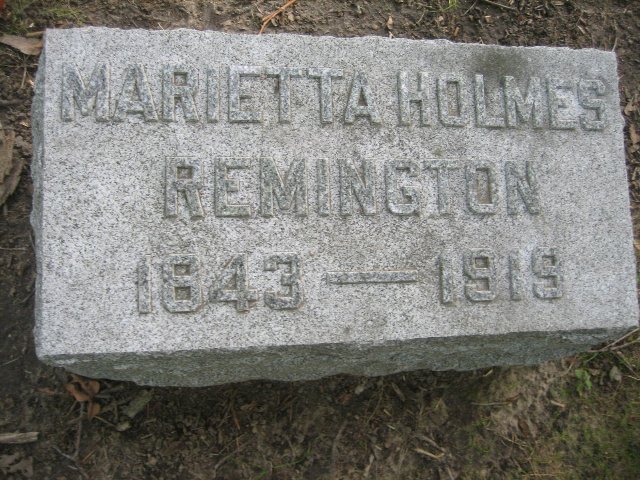 MARIETTA HOLMES
REMINGTON
1843 — 1919